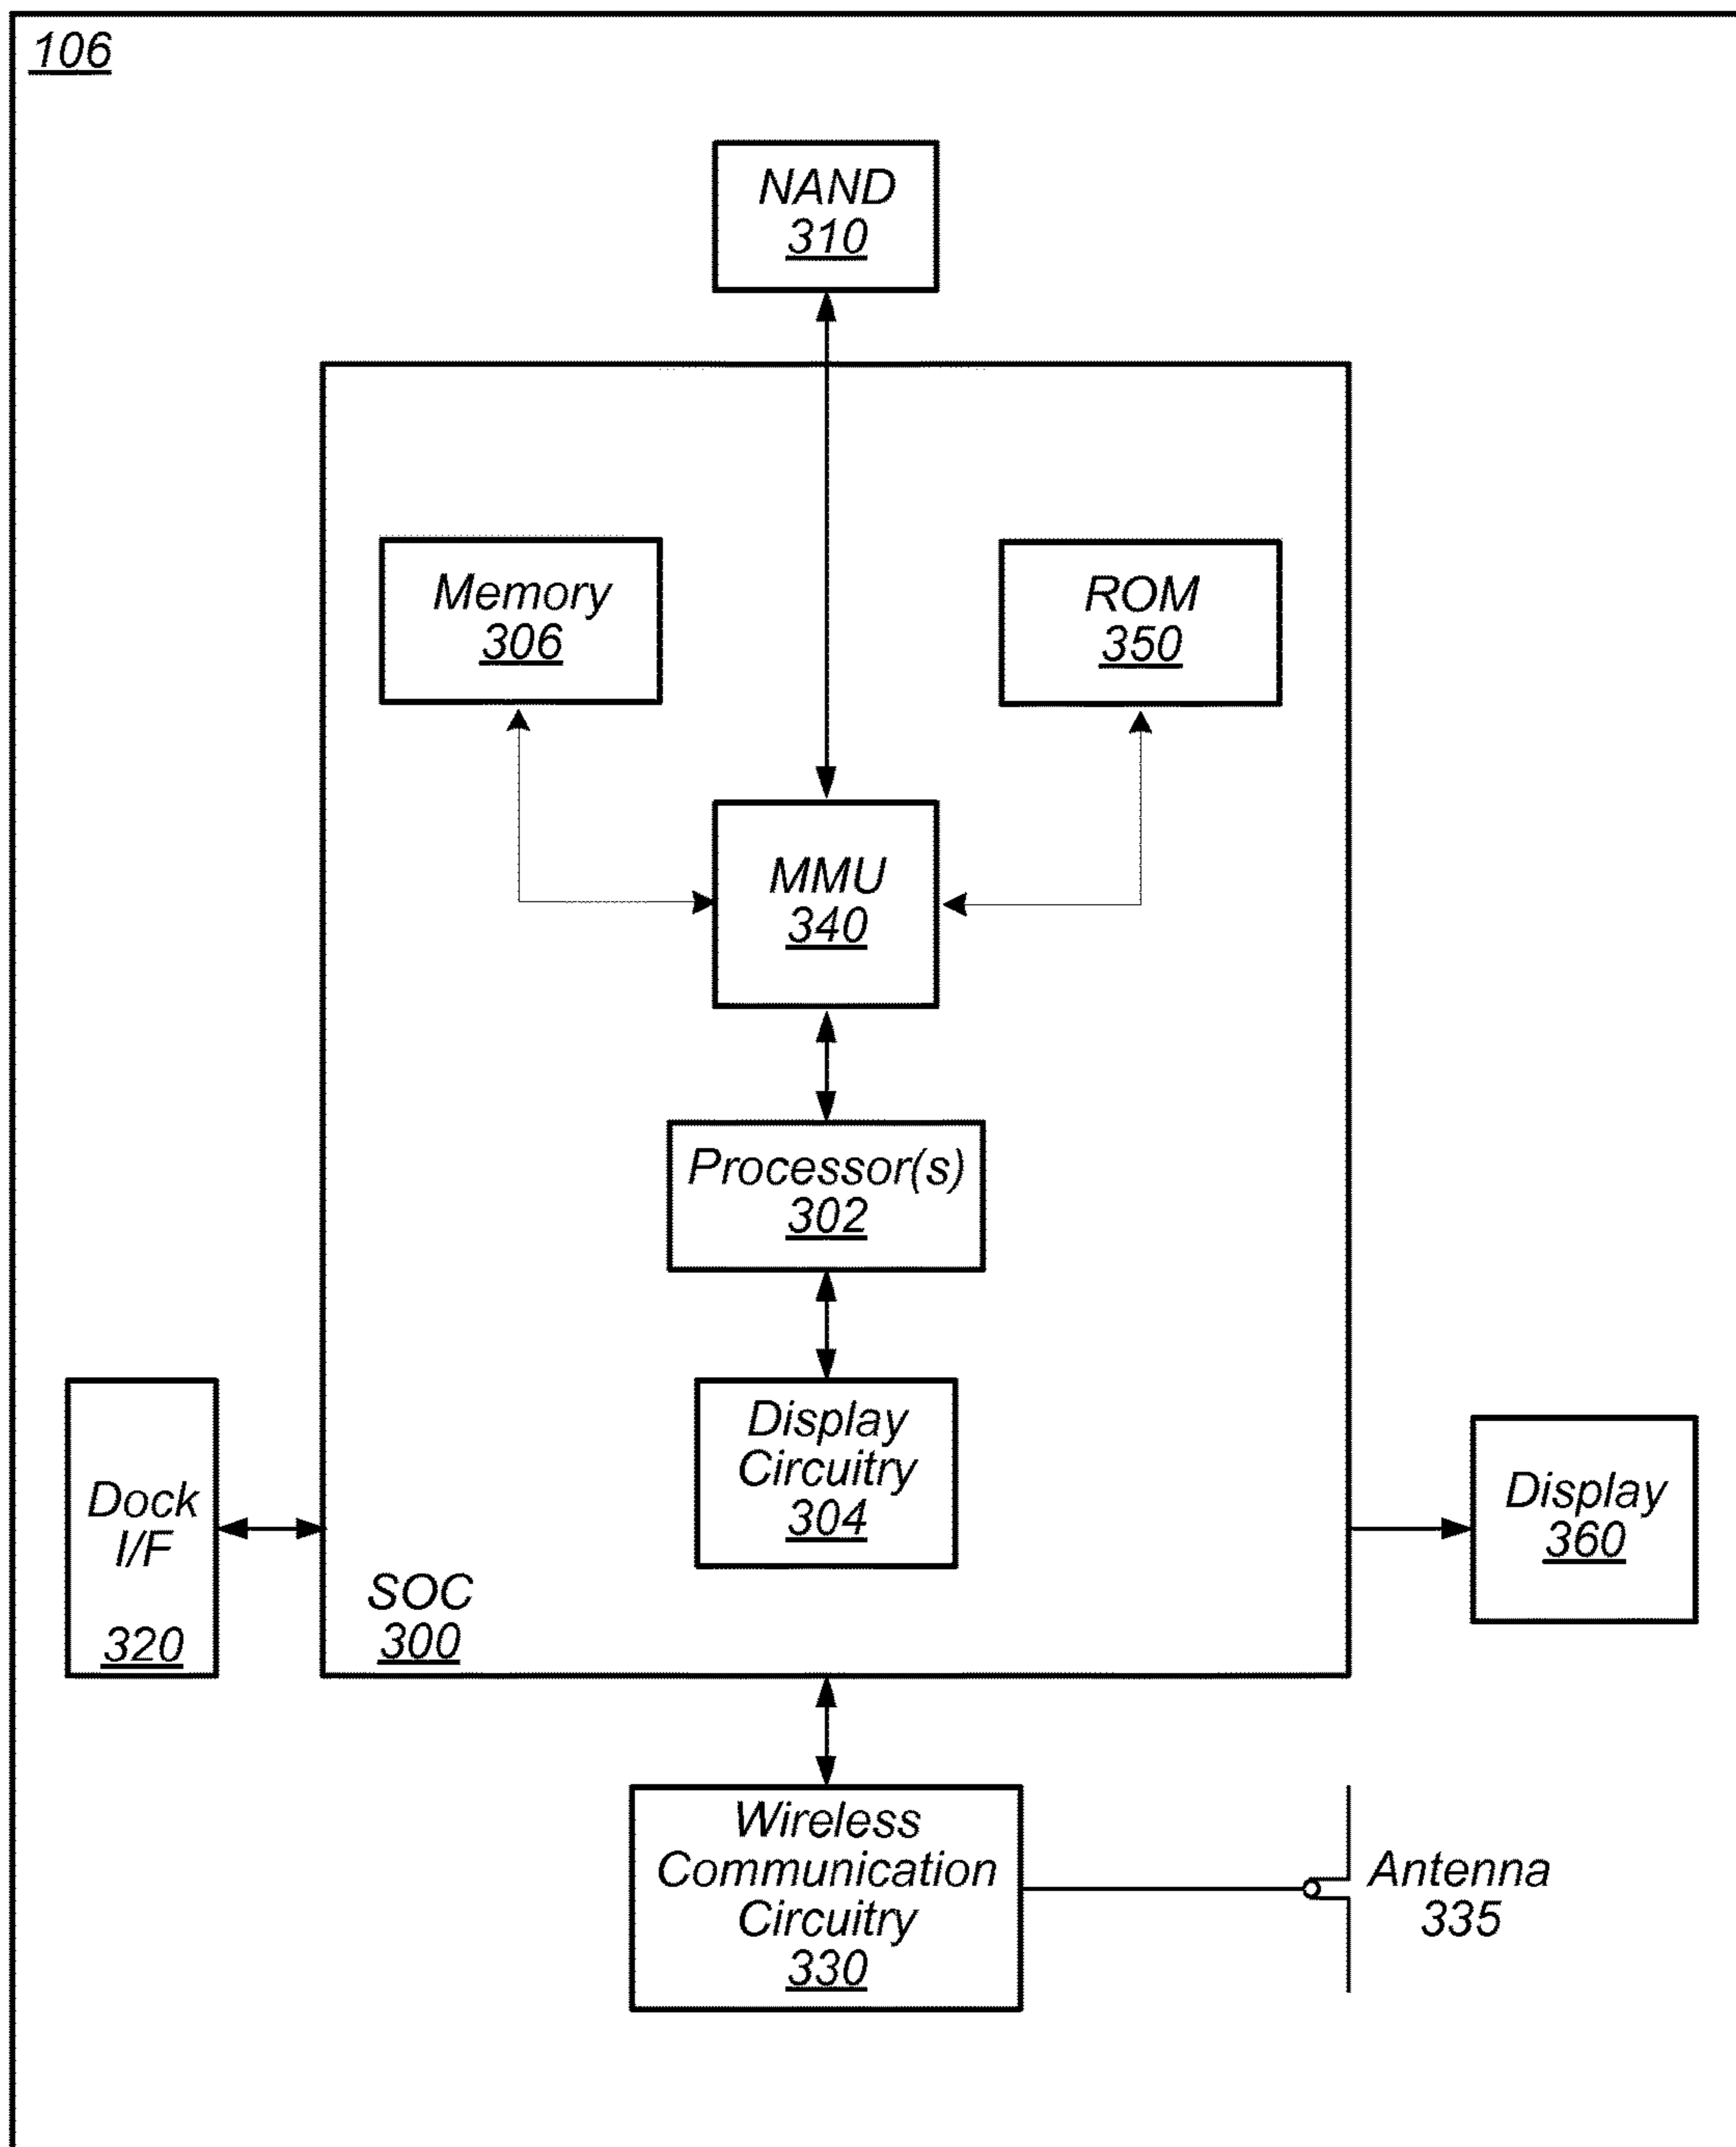 106
NAND
310
Memory
306
ROM
350
MMU
340
Processor(s)
302
Display
Circuitry
304
Dock
I/F
320
SOC
300
Display
360
Wireless
Communication
Circuitry
330
Antenna
335